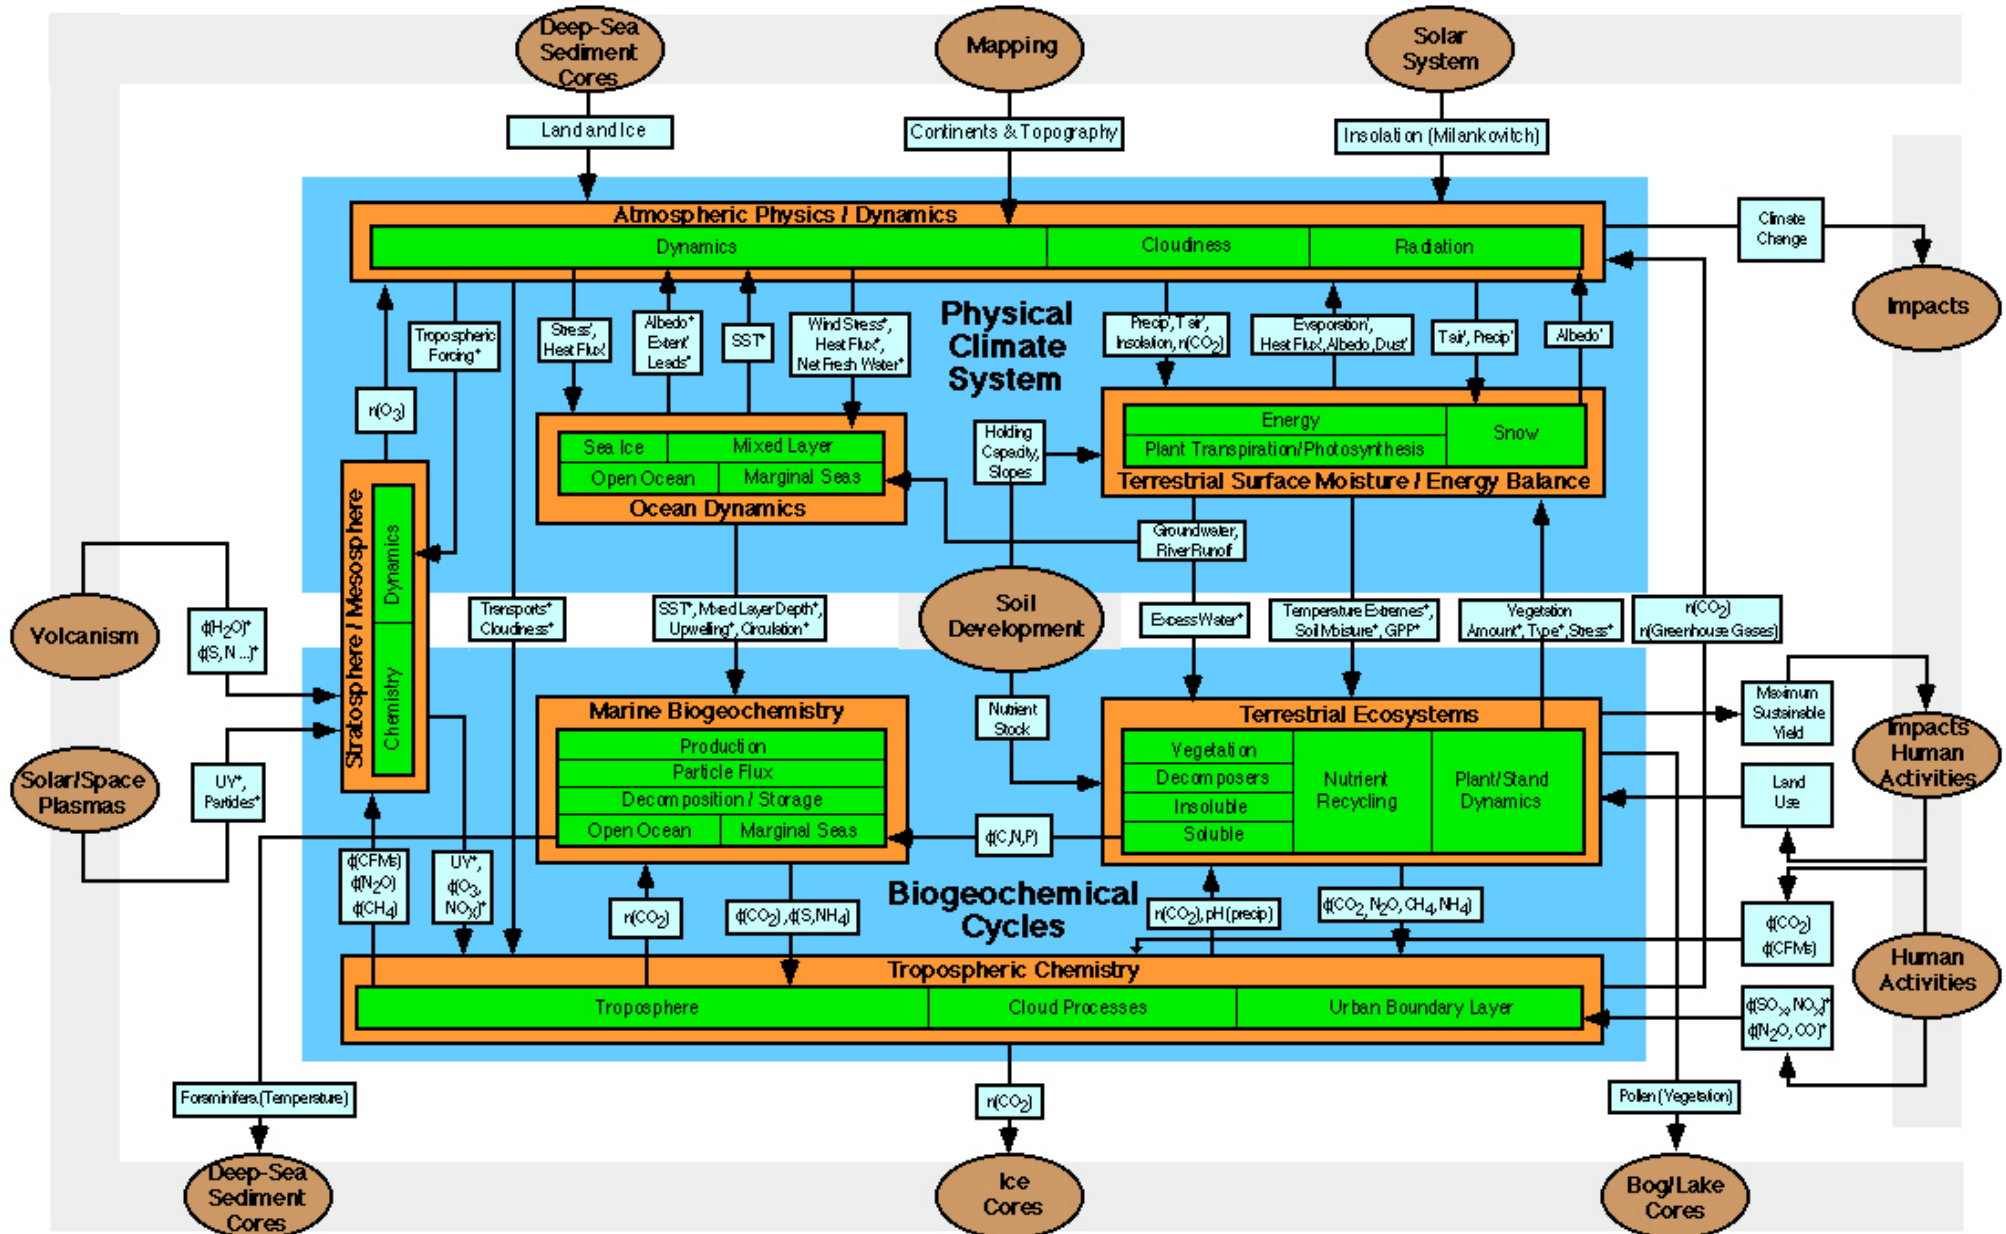 Deep-Sea
Sediment
Cores
Mapping
Solar
System
Land and Ice
Continents & Topography
Insolation (Milankovitch)
Atmospheric Physics / Dynamics
Dynamics
Cloudiness
Radiation
Climate
Change
Impacts
Tropospheric
Forcing*
Stress',
Heat Flux'
Albedo*
Extent'
Leads*
SST*
Wind Stress*,
Heat Flux*,
Net Fresh Water*
Physical
Climate
System
Precip', Tair',
Insolation, n(CO2)
Evaporation',
Heat Flux', Albedo, Dust'
Tair', Precip'
Albedo'
n(O3)
Sea Ice
Mixed Layer
Open Ocean
Marginal Seas
Ocean Dynamics
Holding
Capacity,
Slopes
Energy
Plant Transpiration/Photosynthesis
Snow
Terrestrial Surface Moisture / Energy Balance
Stratosphere / Mesosphere
Dynamics
Chemistry
Groundwater,
River Runoff
Volcanism
ϕ(H2O)*
ϕ(S, N ...)*
Transports*
Cloudiness*
SST*, Mixed Layer Depth*,
Upwelling*, Circulation*
Soil
Development
Excess Water*
Temperature Extremes*,
Soil Moisture*, GPP*
Vegetation
Amount*, Type*, Stress*
n(CO2)
n(Greenhouse Gases)
Marine Biogeochemistry
Production
Particle Flux
Decomposition / Storage
Open Ocean
Marginal Seas
Nutrient
Stock
Terrestrial Ecosystems
Vegetation
Decomposers
Insoluble
Soluble
Nutrient
Recycling
Plant/Stand
Dynamics
Maximum
Sustainable
Yield
Impacts
Human
Activities
Land
Use
Solar/Space
Plasmas
UV*,
Particles*
ϕ(C,N,P)
ϕ(CFMs)
ϕ(N2O)
ϕ(CH4)
UV*,
ϕ(O3,
NOx)*
n(CO2)
ϕ(CO2), ϕ(S,NH4)
Biogeochemical
Cycles
n(CO2), pH(precip)
ϕ(CO2, N2O, CH4, NH4)
ϕ(CO2)
ϕ(CFMs)
Human
Activities
Tropospheric Chemistry
Troposphere
Cloud Processes
Urban Boundary Layer
ϕ(SOx, NOx)*
ϕ(N2O, CO)*
Foraminifera.(Temperature)
n(CO2)
Pollen (Vegetation)
Deep-Sea
Sediment
Cores
Ice
Cores
Bog/Lake
Cores